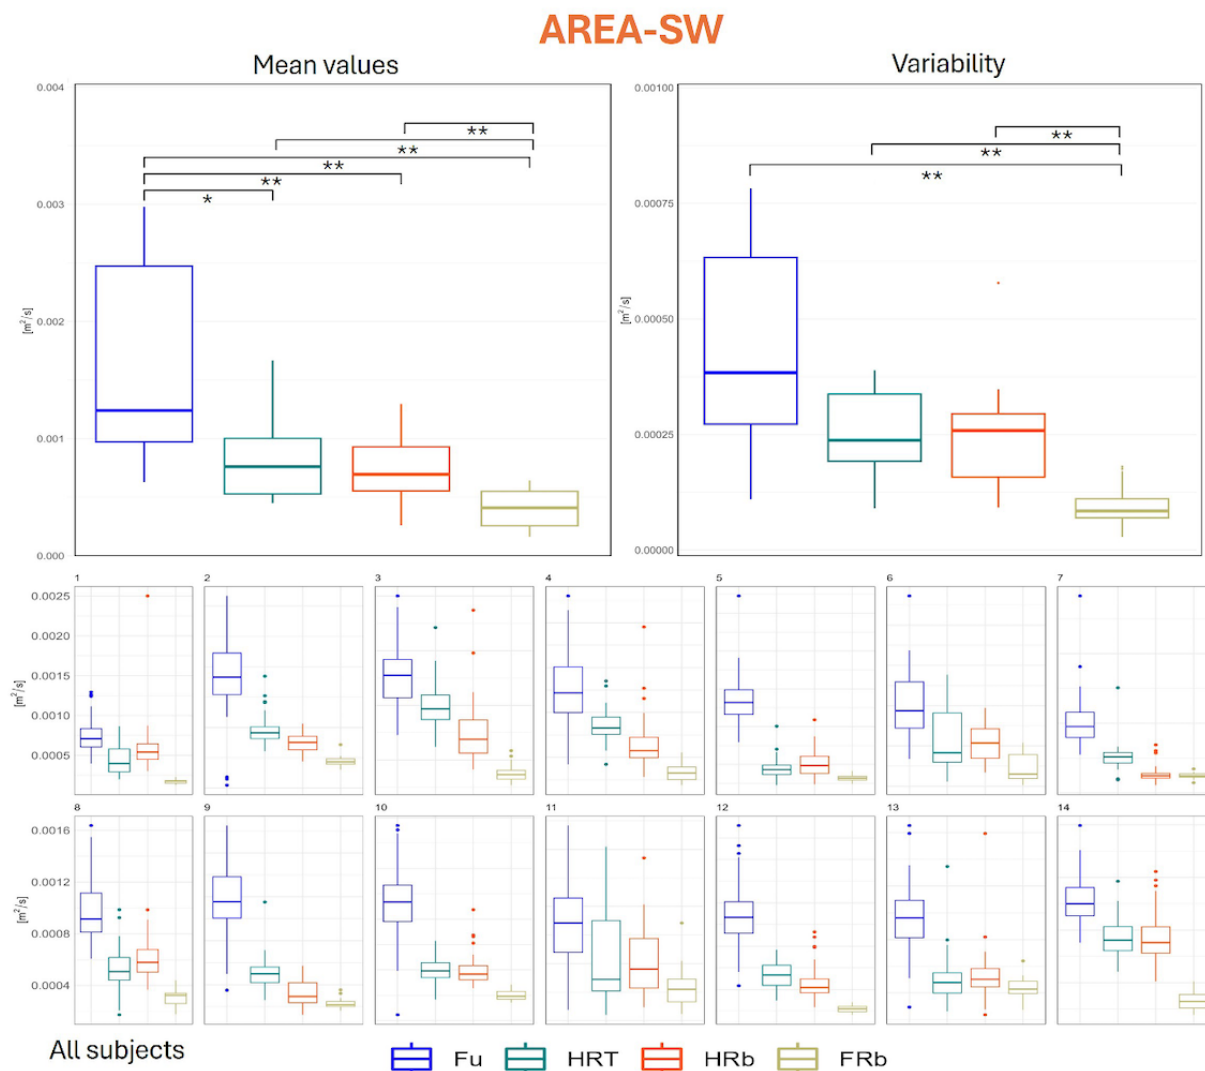 AREA-SW
Mean values
Variability
0.004
0.003
0.002
0.001
0.000
[m²/s]
**
**
**
**
*
0.00100
0.00075
0.00050
0.00025
0.00000
[m²/s]
**
**
**
1 2 3 4 5 6 7
0.0025
0.0020
0.0015
0.0010
0.0005
[m²/s]
8 9 10 11 12 13 14
0.0016
0.0012
0.0008
0.0004
[m²/s]
All subjects
Fu HRT HRb FRb